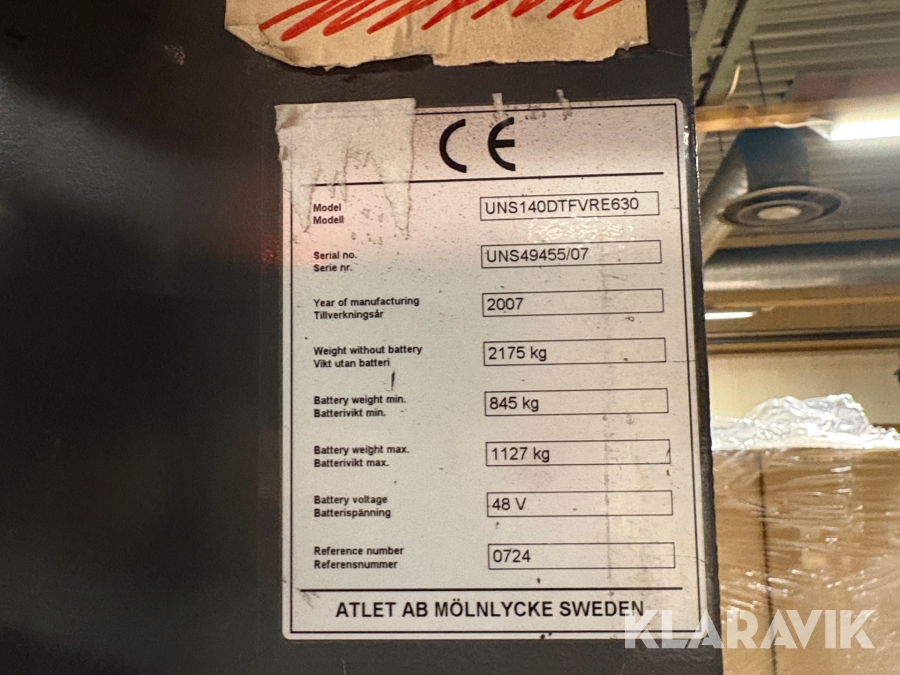 CE
Model UNS140DTFVRE630
Modell
Serial no. UNS49455/07
Serie nr.
Year of manufacturing 2007
Tillverkningsår
Weight without battery 2175 kg
Vikt utan batteri
Battery weight min. 845 kg
Batterivikt min.
Battery weight max. 1127 kg
Batterivikt max.
Battery voltage 48 V
Batterispänning
Reference number 0724
Referensnummer
ATLET AB MÖLNLYCKE SWEDEN
KLARAVIK